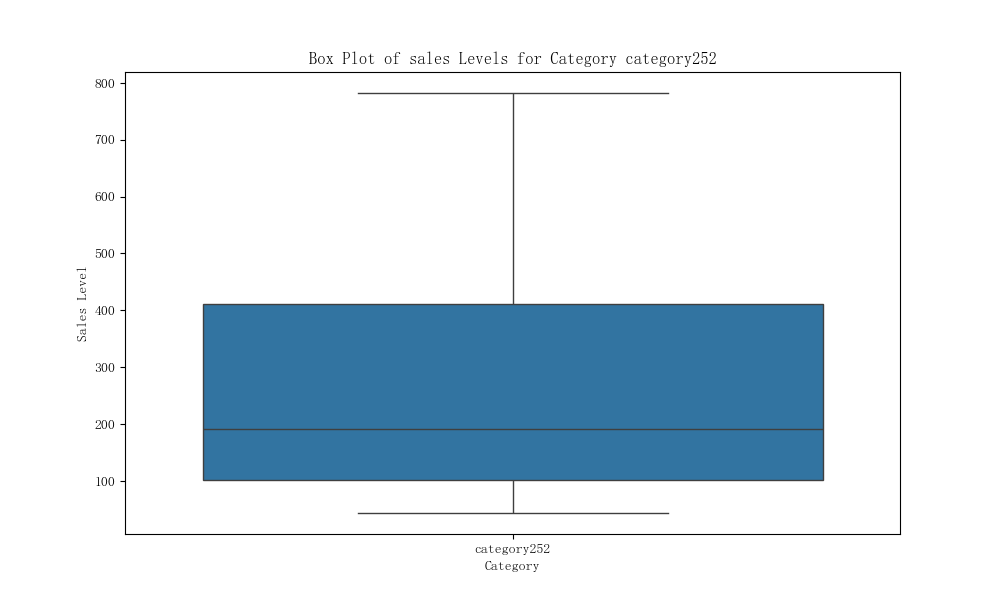 Box Plot of sales Levels for Category category252
800
700
600
500
400
300
200
100
Sales Level
category252
Category